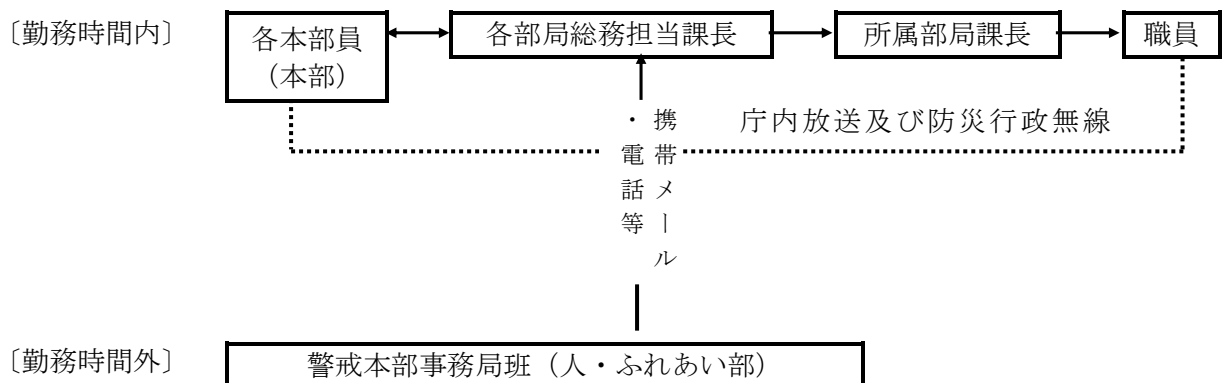 〔勤務時間内〕
各本部員
（本部）
各部局総務担当課長
所属部局課長
職員
庁内放送及び防災行政無線
携帯メール
・電話等
〔勤務時間外〕
警戒本部事務局班（人・ふれあい部）